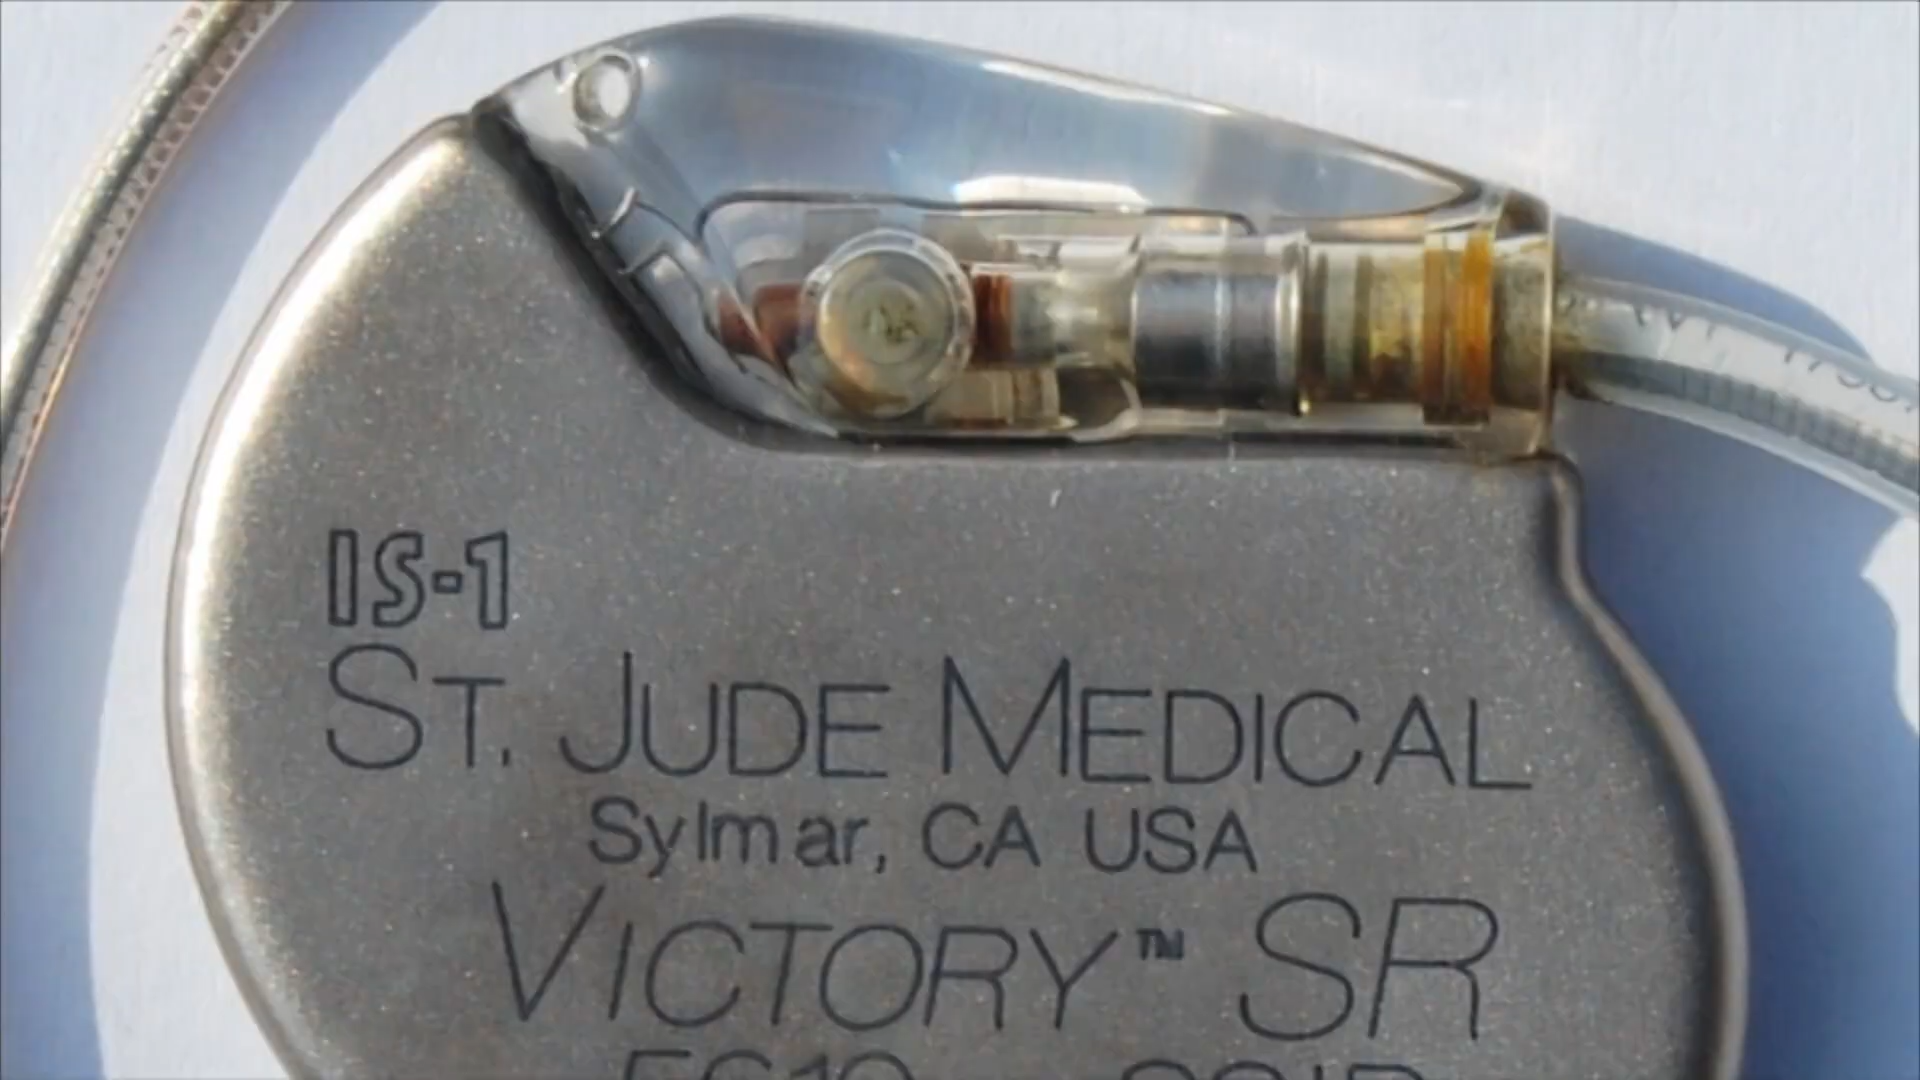 IS-1
ST. JUDE MEDICAL
Sylmar, CA USA
VICTORY™ SR